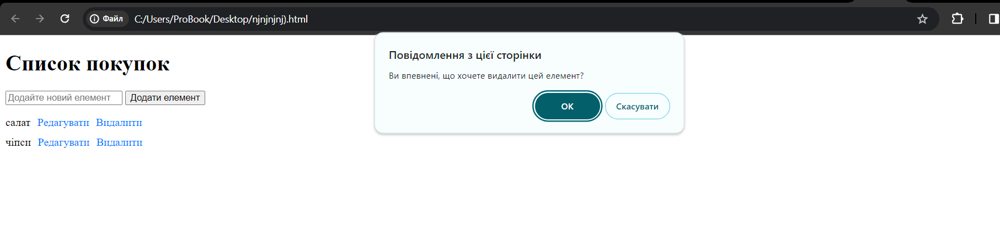 Файл C:/Users/ProBook/Desktop/njnjnjnj).html
Повідомлення з цієї сторінки
Ви впевнені, що хочете видалити цей елемент?
ОК Скасувати
Список покупок
Додайте новий елемент Додати елемент
салат Редагувати Видалити
чіпси Редагувати Видалити